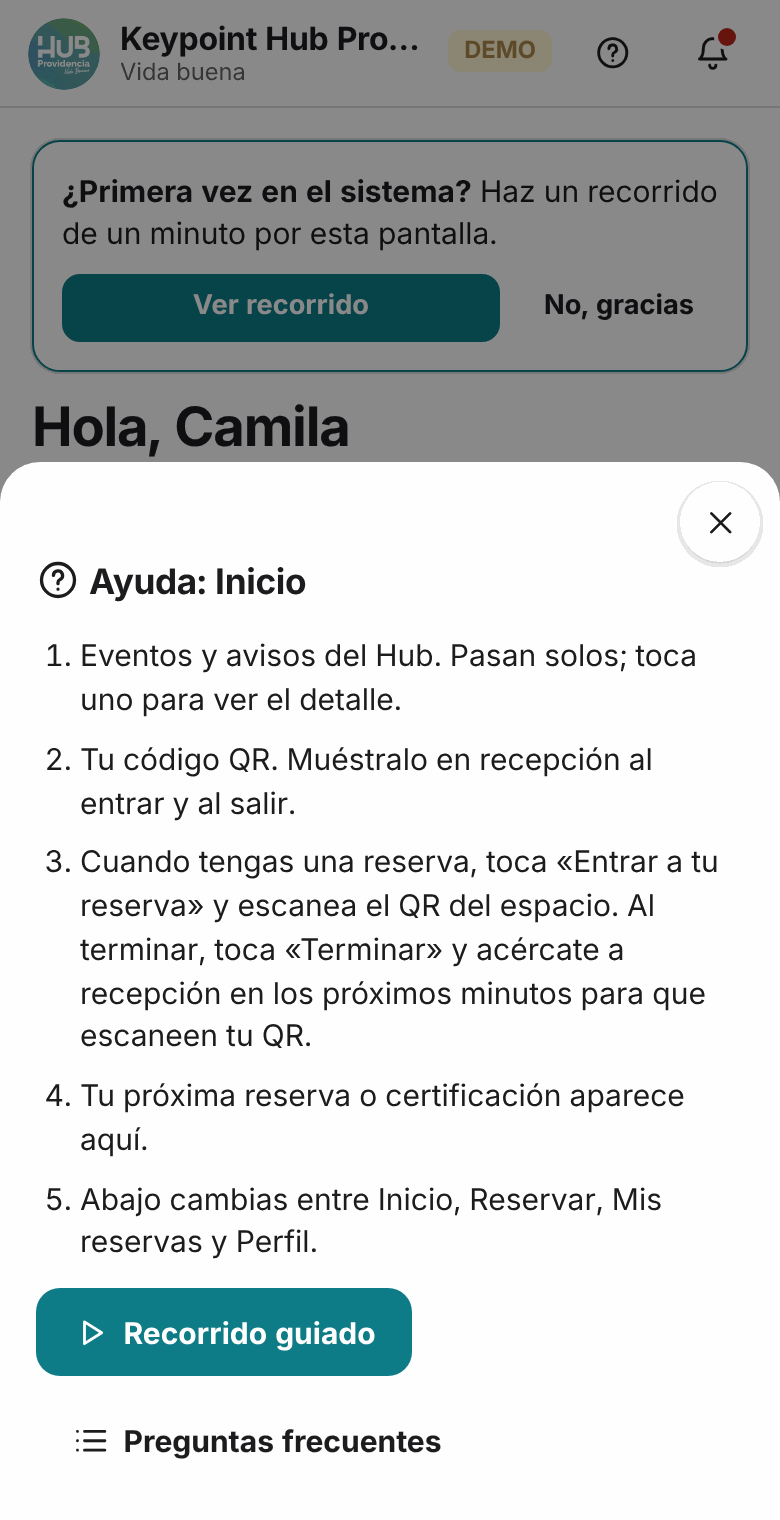 HUB
Providencia
Keypoint Hub Pro...
Vida buena
DEMO
¿Primera vez en el sistema? Haz un recorrido
de un minuto por esta pantalla.
Ver recorrido
No, gracias
Hola, Camila
Ayuda: Inicio
1. Eventos y avisos del Hub. Pasan solos; toca
uno para ver el detalle.
2. Tu código QR. Muéstralo en recepción al
entrar y al salir.
3. Cuando tengas una reserva, toca «Entrar a tu
reserva» y escanea el QR del espacio. Al
terminar, toca «Terminar» y acércate a
recepción en los próximos minutos para que
escaneen tu QR.
4. Tu próxima reserva o certificación aparece
aquí.
5. Abajo cambias entre Inicio, Reservar, Mis
reservas y Perfil.
Recorrido guiado
Preguntas frecuentes